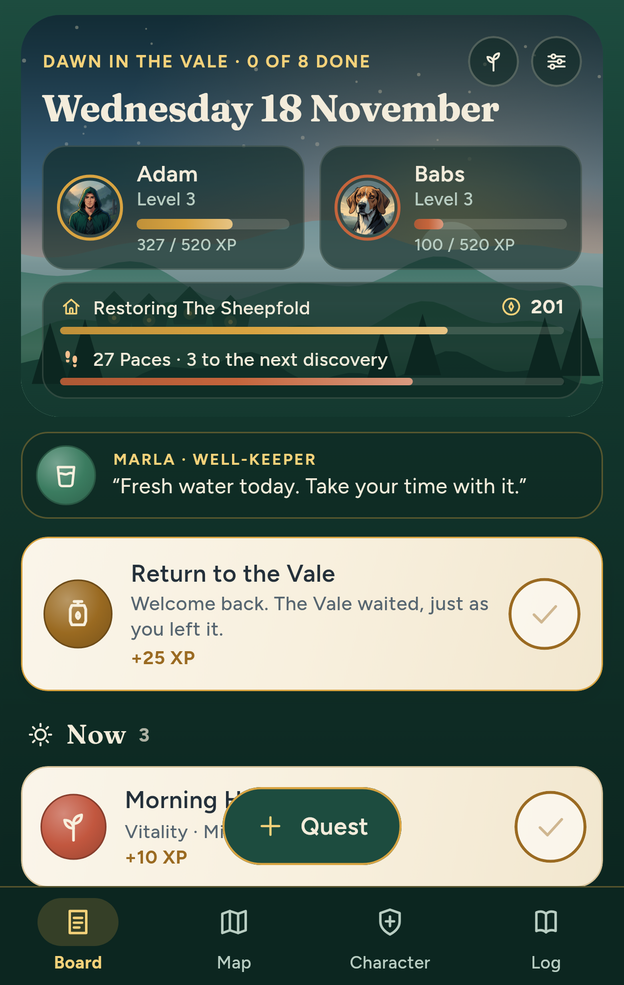 DAWN IN THE VALE · 0 OF 8 DONE
Wednesday 18 November
Adam
Level 3
327 / 520 XP
Babs
Level 3
100 / 520 XP
Restoring The Sheepfold
201
27 Paces · 3 to the next discovery
MARLA · WELL-KEEPER
“Fresh water today. Take your time with it.”
Return to the Vale
Welcome back. The Vale waited, just as
you left it.
+25 XP
Now 3
Morning
Vitality ·
+10 XP
Quest
Board
Map
Character
Log